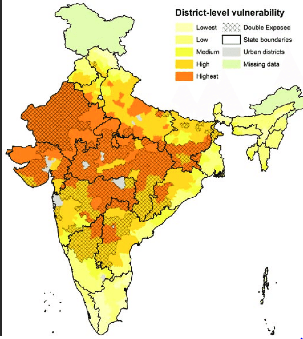 District-level vulnerability
Lowest
Low
Medium
High
Highest
Double Exposed
State boundaries
Urban districts
Missing data